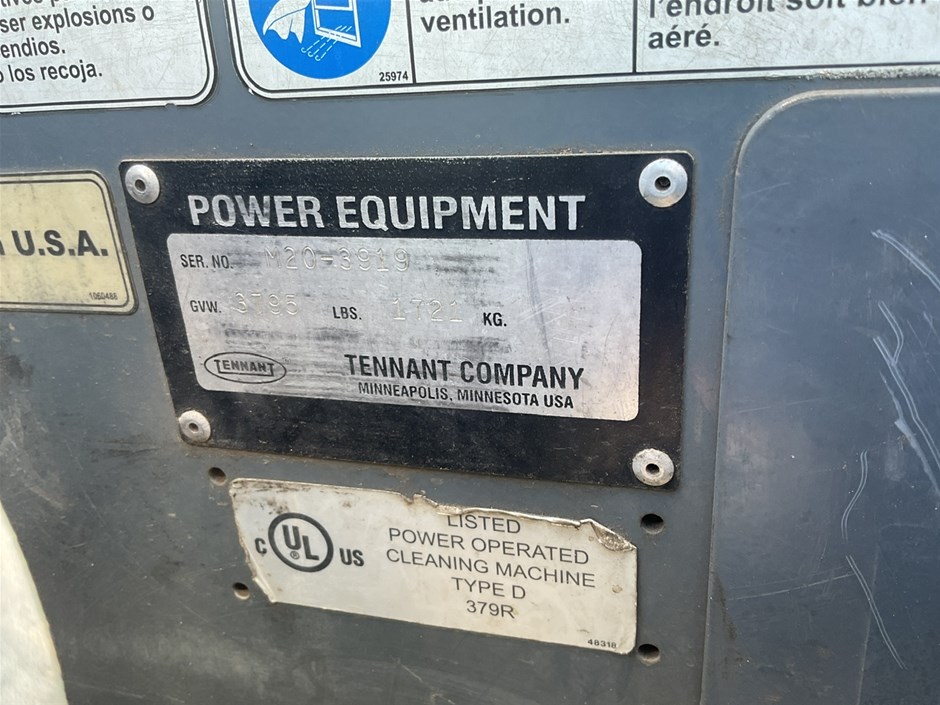 ser explosions o
endios.
o los recoja.
25974
ventilation.
l'endroit soit bien
aéré.
U.S.A.
1050488
POWER EQUIPMENT
SER. NO. M20-3919
GVW. 3795 LBS. 1721 KG.
TENNANT
TENNANT COMPANY
MINNEAPOLIS, MINNESOTA USA
C UL ® US
LISTED
POWER OPERATED
CLEANING MACHINE
TYPE D
379R
48318